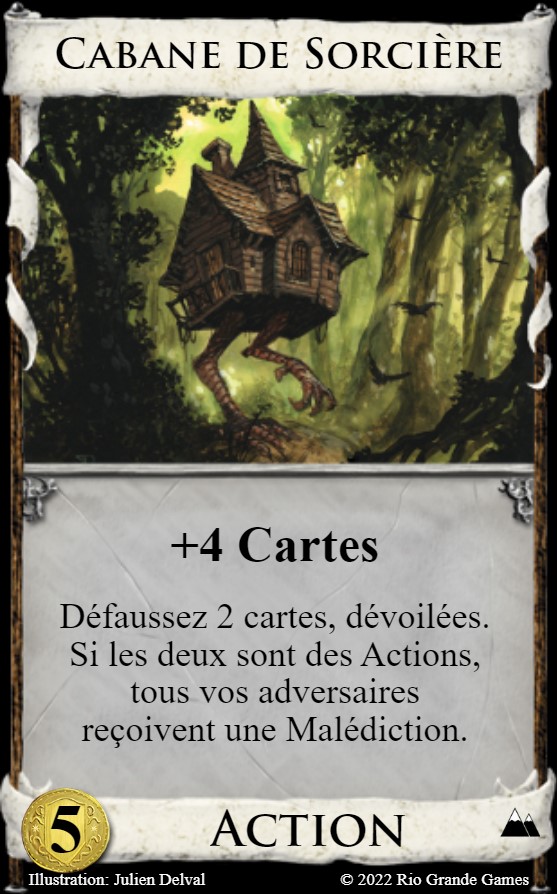 Cabane de Sorcière
+4 Cartes
Défaussez 2 cartes, dévoilées.
Si les deux sont des Actions,
tous vos adversaires
reçoivent une Malédiction.
5
Action
Illustration: Julien Delval
© 2022 Rio Grande Games